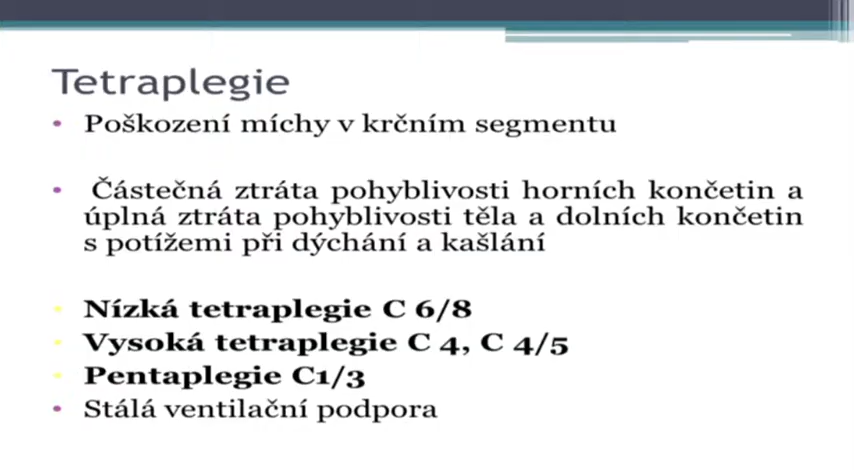 Tetraplegie
• Poškození míchy v krčním segmentu
• Částečná ztráta pohyblivosti horních končetin a
úplná ztráta pohyblivosti těla a dolních končetin
s potížemi při dýchání a kašlání
• Nízká tetraplegie C 6/8
• Vysoká tetraplegie C 4, C 4/5
• Pentaplegie C1/3
• Stálá ventilační podpora